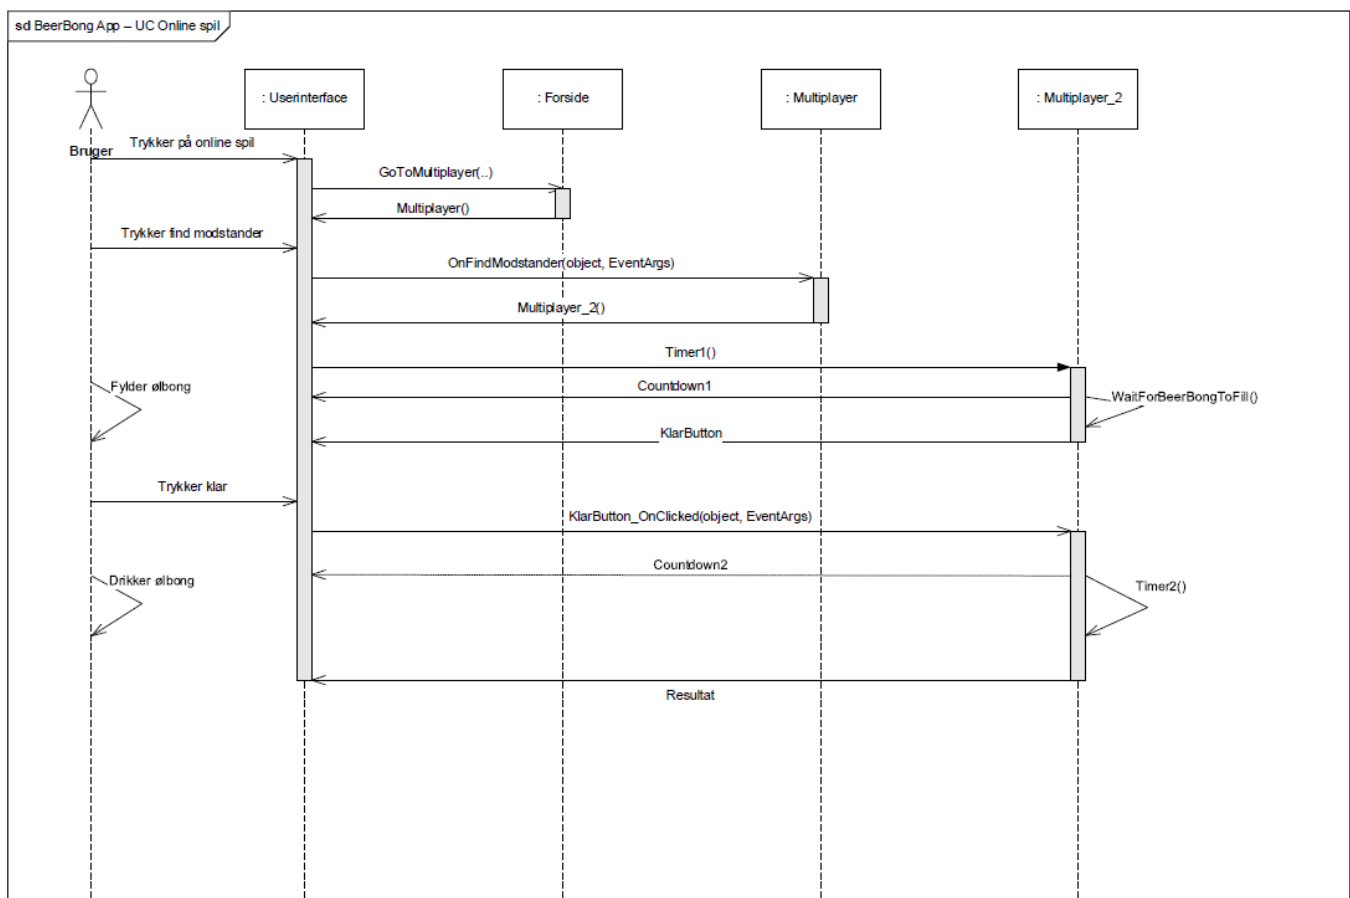 sd BeerBong App – UC Online spil
: Userinterface
: Forside
: Multiplayer
: Multiplayer_2
Bruger
Trykker på online spil
GoToMultiplayer(..)
Multiplayer()
Trykker find modstander
OnFindModstander(object, EventArgs)
Multiplayer_2()
Timer1()
Fylder ølbong
Countdown1
WaitForBeerBongToFill()
KlarButton
Trykker klar
KlarButton_OnClicked(object, EventArgs)
Countdown2
Drikker ølbong
Timer2()
Resultat